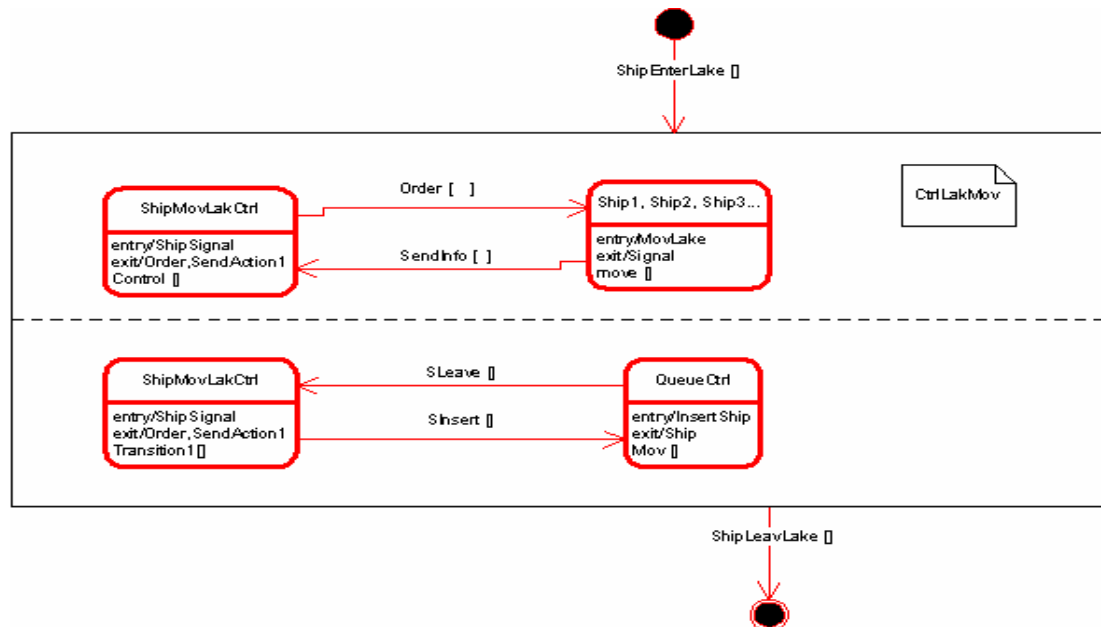 ShipEnterLake []
Order [ ]
CtrlLakMov
ShipMovLakCtrl
Ship1, Ship2, Ship3...
entry/ShipSignal
exit/Order,SendAction1
Control []
SendInfo [ ]
entry/MovLake
exit/Signal
move []
ShipMovLakCtrl
SLeave []
QueueCtrl
entry/ShipSignal
exit/Order,SendAction1
Transition1[]
SInsert []
entry/InsertShip
exit/Ship
Mov []
ShipLeavLake []